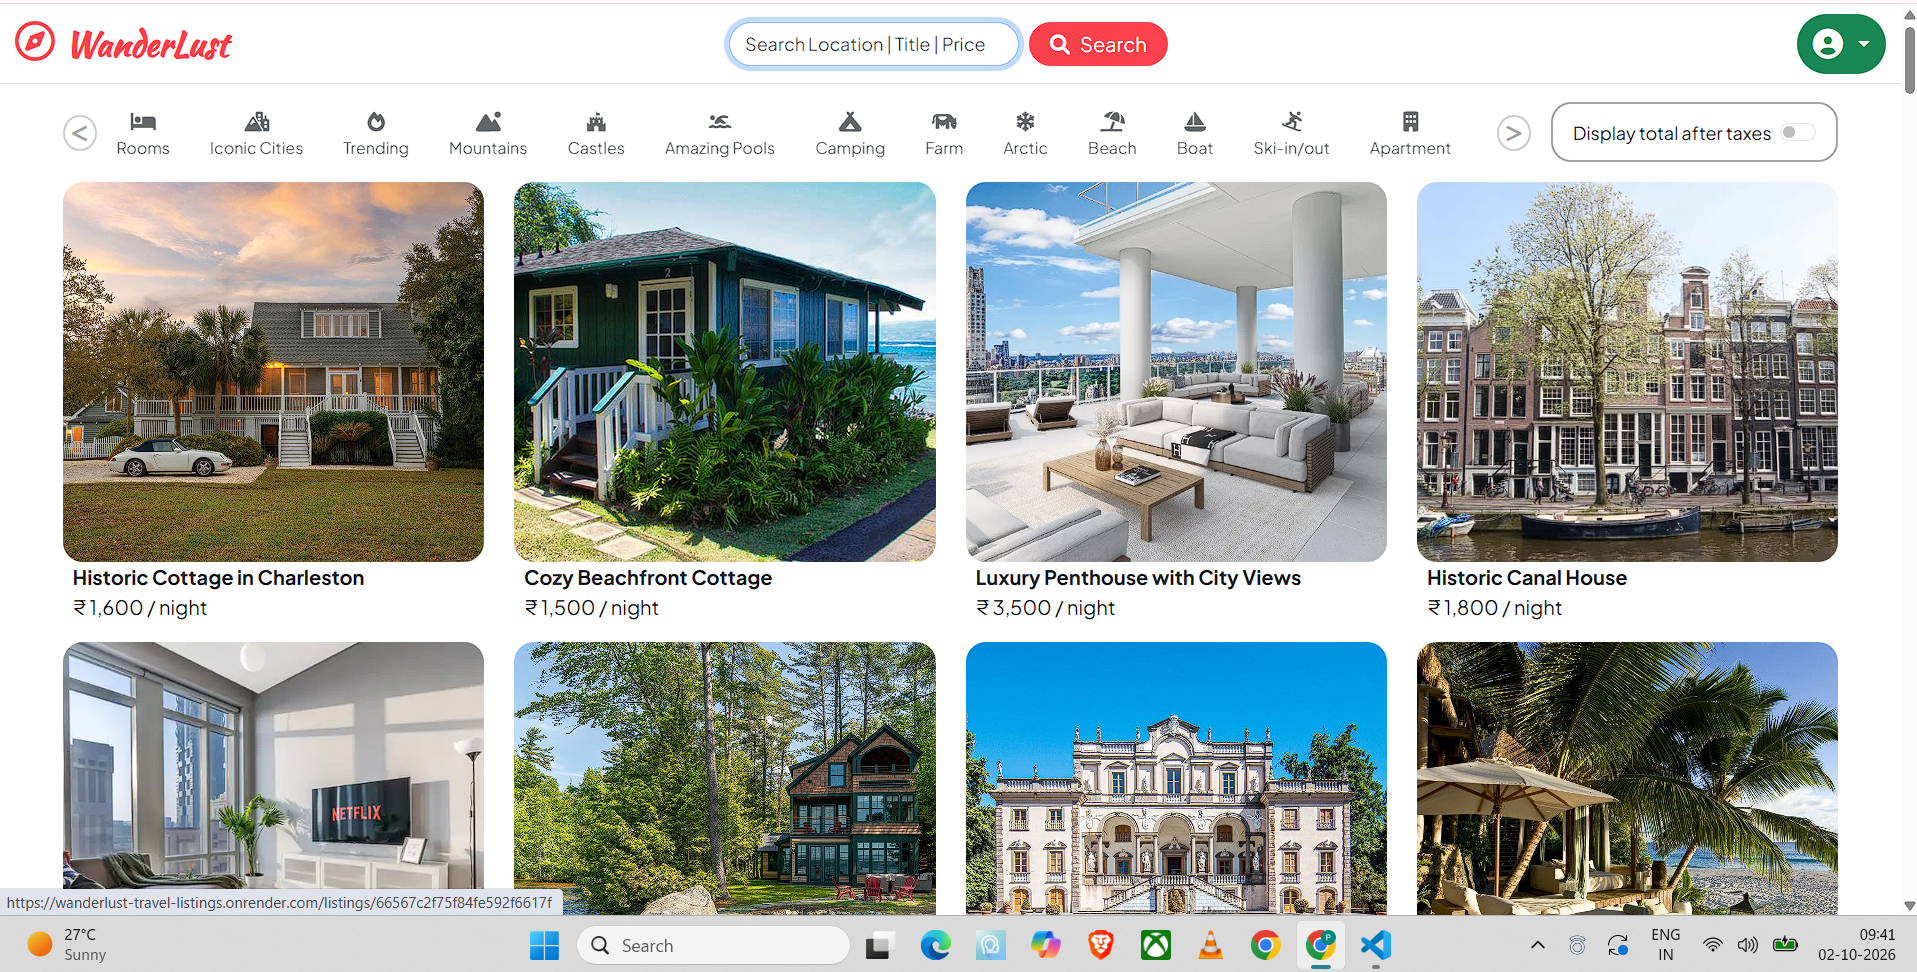 WanderLust
Search Location | Title | Price
Search
<
Rooms
Iconic Cities
Trending
Mountains
Castles
Amazing Pools
Camping
Farm
Arctic
Beach
Boat
Ski-in/out
Apartment
>
Display total after taxes
2
H
Historic Cottage in Charleston
₹1,600 / night
Cozy Beachfront Cottage
₹1,500 / night
Luxury Penthouse with City Views
₹3,500 / night
Historic Canal House
₹1,800 / night
NETFLIX
https://wanderlust-travel-listings.onrender.com/listings/66567c2f75f84fe592f6617f
27°C
Sunny
Search
P
ENG
IN
09:41
02-10-2026